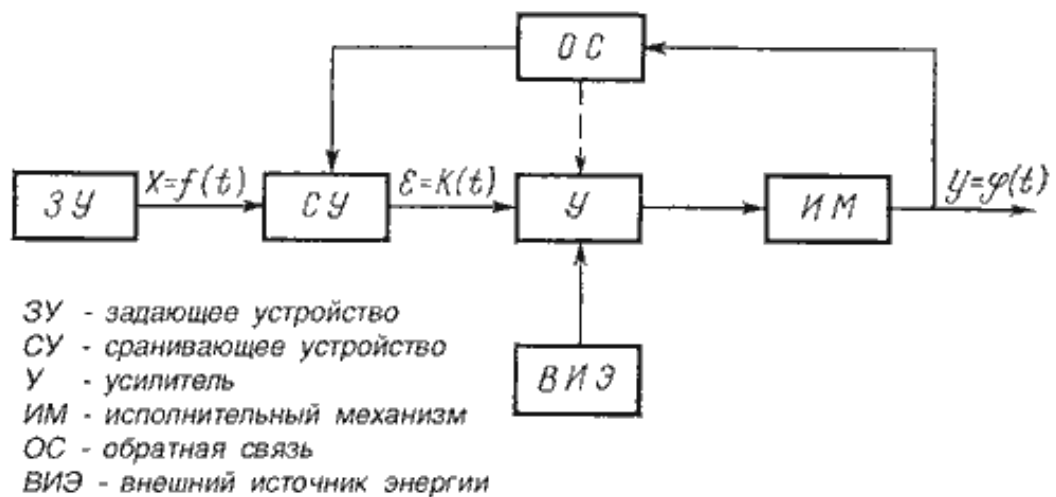 ОС
ЗУ
X=f(t)
СУ
ε=K(t)
У
ИМ
y=φ(t)
ВИЭ
ЗУ - задающее устройство
СУ - сранивающее устройство
У - усилитель
ИМ - исполнительный механизм
ОС - обратная связь
ВИЭ - внешний источник энергии